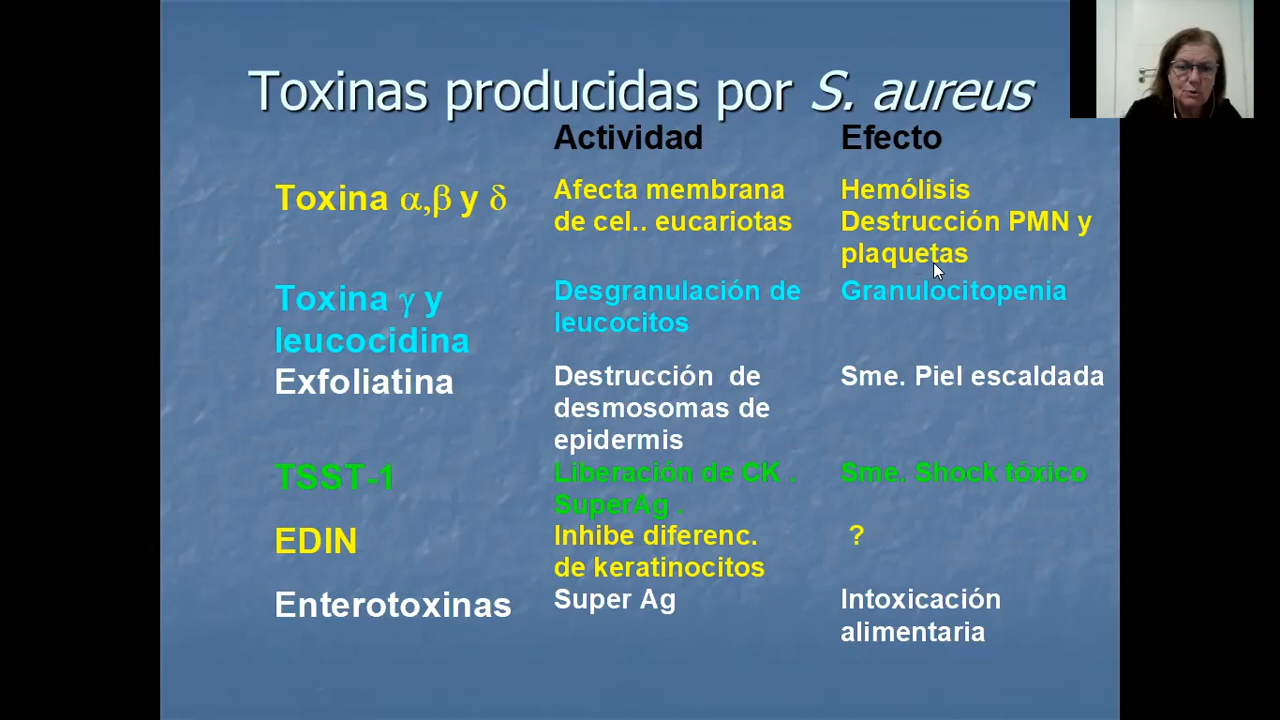 Toxinas producidas por S. aureus
Actividad Efecto
Toxina α,β y δ
Afecta membrana
de cel.. eucariotas
Hemólisis
Destrucción PMN y
plaquetas
Toxina γ y
leucocidina
Desgranulación de
leucocitos
Granulocitopenia
Exfoliatina
Destrucción de
desmosomas de
epidermis
Sme. Piel escaldada
TSST-1
Liberación de CK .
SuperAg .
Sme. Shock tóxico
EDIN
Inhibe diferenc.
de keratinocitos
?
Enterotoxinas
Super Ag
Intoxicación
alimentaria